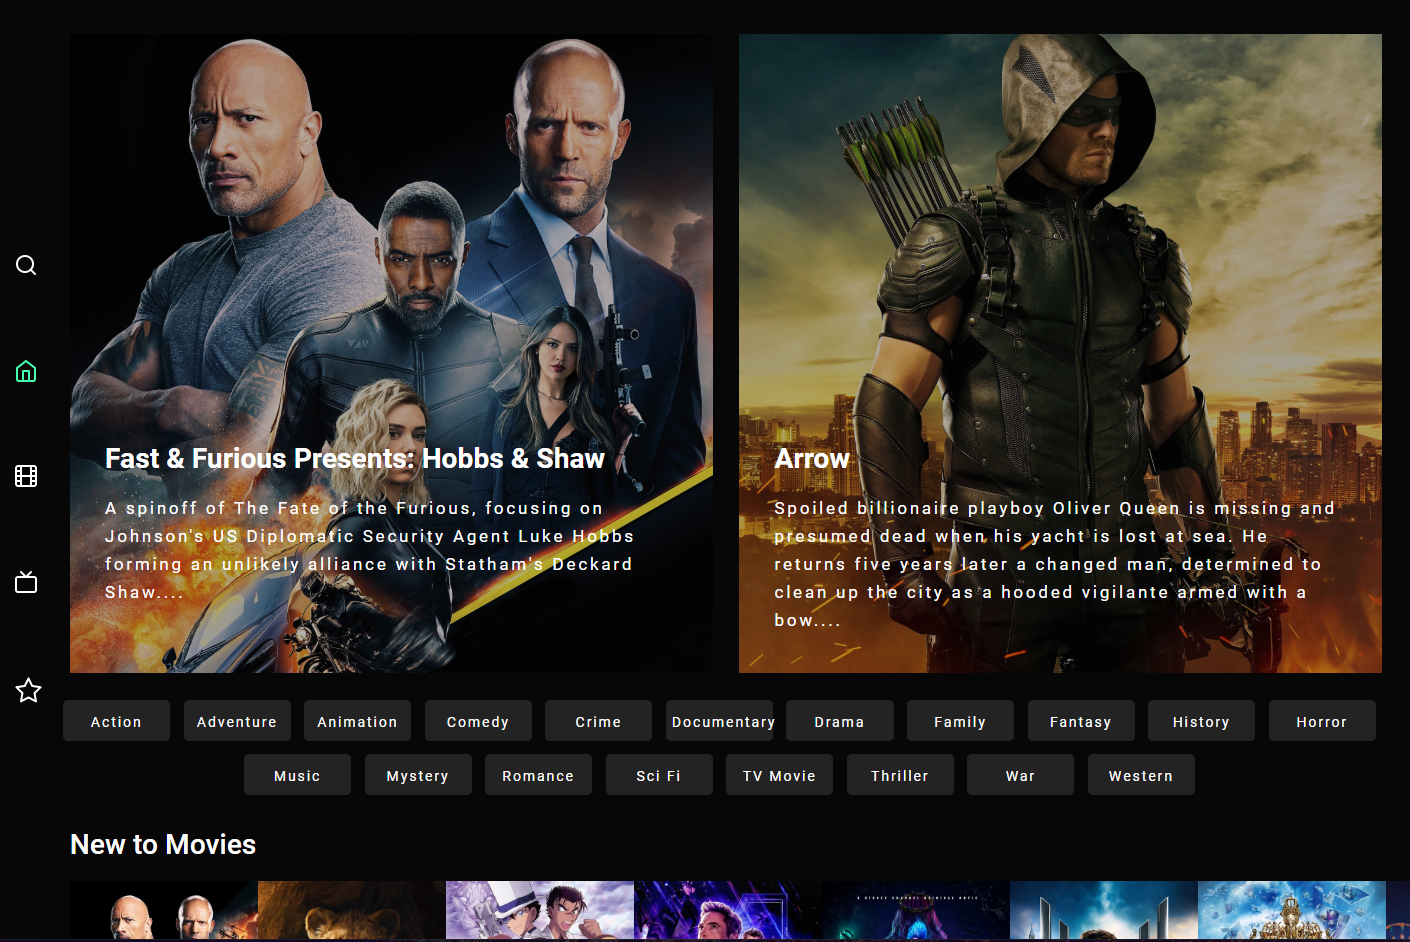 Fast & Furious Presents: Hobbs & Shaw
A spinoff of The Fate of the Furious, focusing on
Johnson's US Diplomatic Security Agent Luke Hobbs
forming an unlikely alliance with Statham's Deckard
Shaw....
Arrow
Spoiled billionaire playboy Oliver Queen is missing and
presumed dead when his yacht is lost at sea. He
returns five years later a changed man, determined to
clean up the city as a hooded vigilante armed with a
bow....
Action
Adventure
Animation
Comedy
Crime
Documentary
Drama
Family
Fantasy
History
Horror
Music
Mystery
Romance
Sci Fi
TV Movie
Thriller
War
Western
New to Movies
A DISNEY CHANNEL ORIGINAL MOVIE